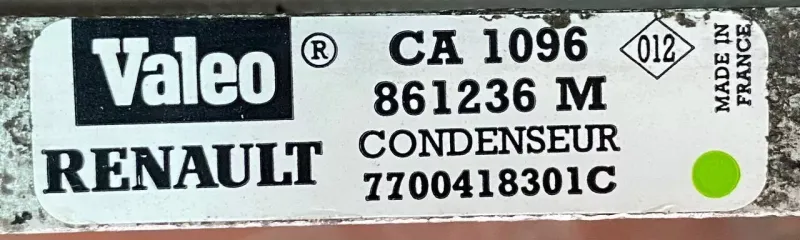 Valeo ®
RENAULT
CA 1096
861236 M
CONDENSEUR
7700418301C
012
MADE IN
FRANCE